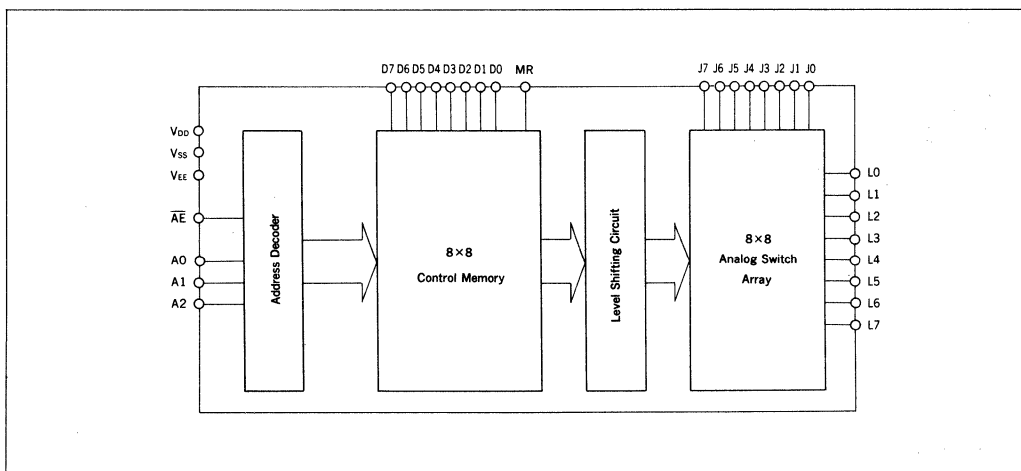 D7 D6 D5 D4 D3 D2 D1 D0 MR
J7 J6 J5 J4 J3 J2 J1 J0
VDD
VSS
VEE
AE
A0
A1
A2
Address Decoder
8×8
Control Memory
Level Shifting Circuit
8×8
Analog Switch
Array
L0
L1
L2
L3
L4
L5
L6
L7